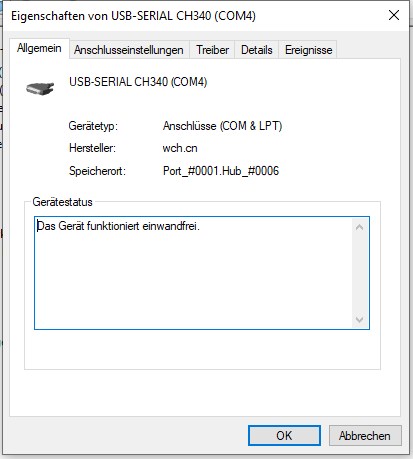 Eigenschaften von USB-SERIAL CH340 (COM4)
Allgemein Anschlusseinstellungen Treiber Details Ereignisse
USB-SERIAL CH340 (COM4)
Gerätetyp: Anschlüsse (COM & LPT)
Hersteller: wch.cn
Speicherort: Port_#0001.Hub_#0006
Gerätestatus
Das Gerät funktioniert einwandfrei.
OK Abbrechen